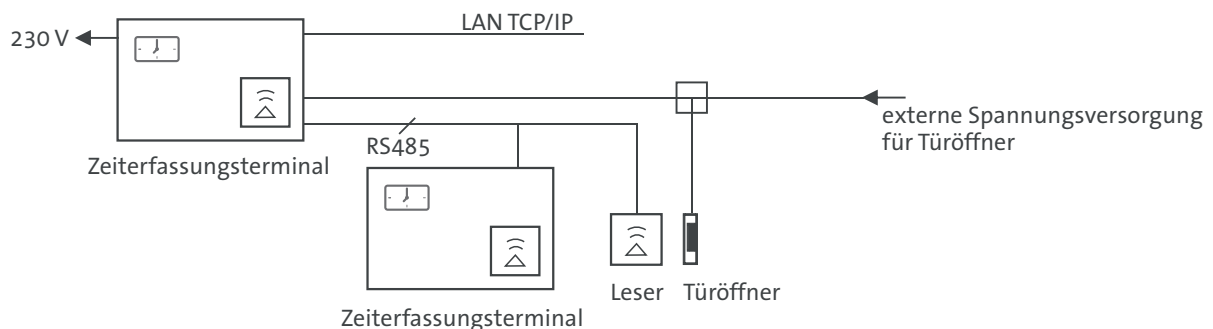 LAN TCP/IP
230 V
externe Spannungsversorgung
für Türöffner
RS485
Zeiterfassungsterminal
Leser
Türöffner
Zeiterfassungsterminal